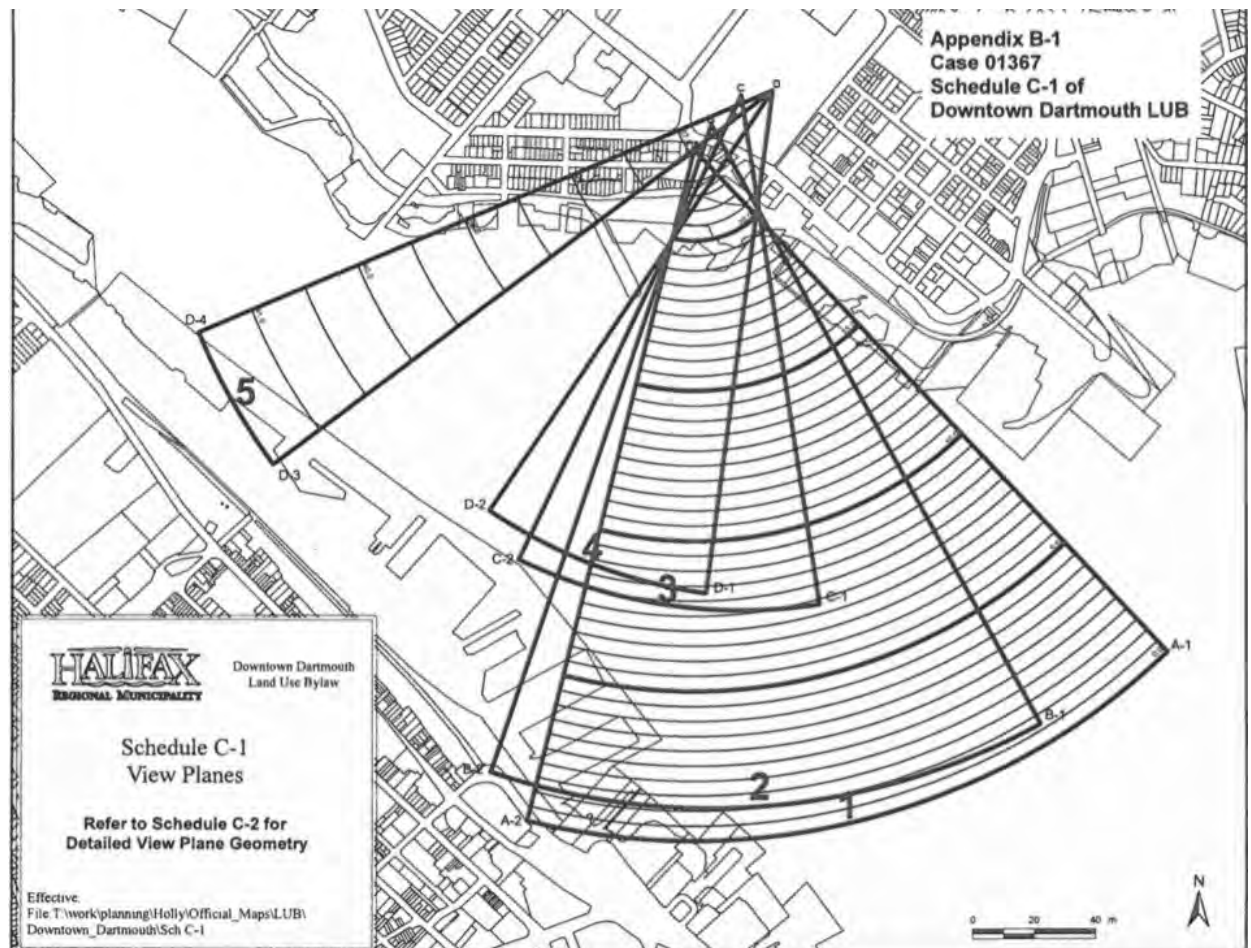 Appendix B-1
Case 01367
Schedule C-1 of
Downtown Dartmouth LUB
C
D
D-4
5
D-3
D-2
C-2
4
3
D-1
C-1
A-1
B-1
B-2
2
1
A-2
HALIFAX
REGIONAL MUNICIPALITY
Downtown Dartmouth
Land Use Bylaw
Schedule C-1
View Planes
Refer to Schedule C-2 for
Detailed View Plane Geometry
Effective:
File T:\work\planning\Holly\Official_Maps\LUB\
Downtown_Dartmouth\Sch C-1
N
0 20 40 m